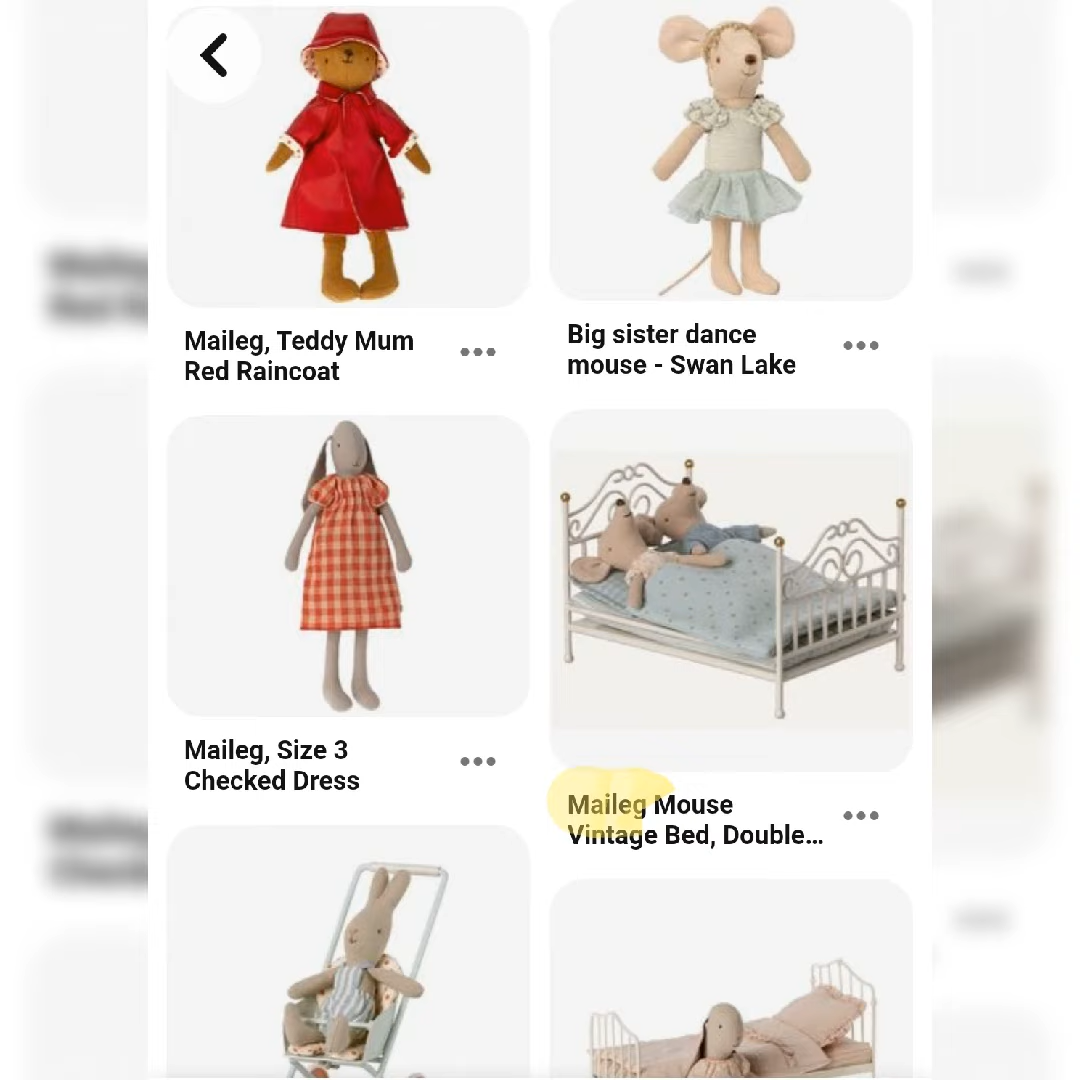 Maileg, Teddy Mum
Red Raincoat
Big sister dance
mouse - Swan Lake
Maileg, Size 3
Checked Dress
Maileg Mouse
Vintage Bed, Double...